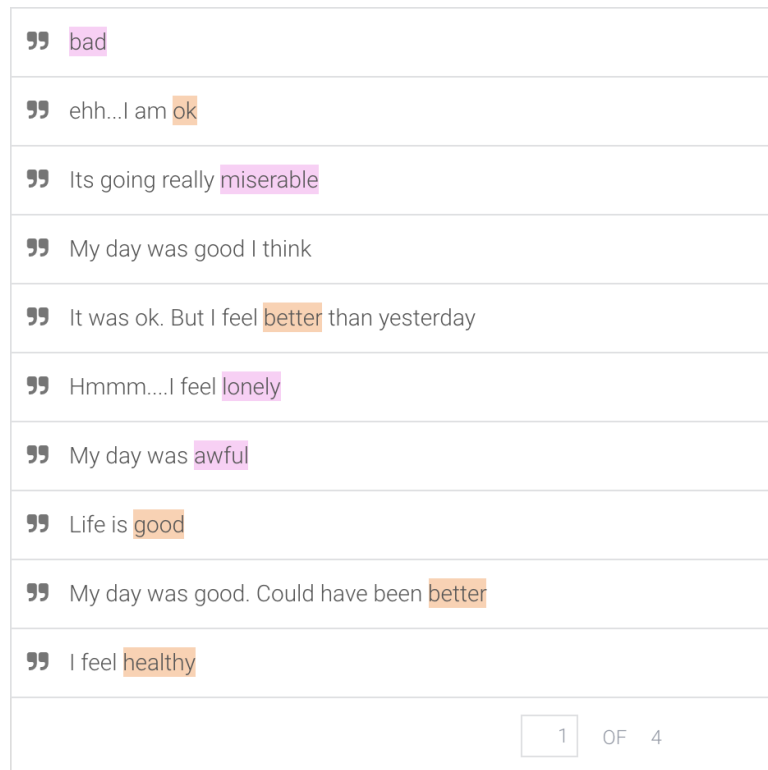 bad
ehh...I am ok
Its going really miserable
My day was good I think
It was ok. But I feel better than yesterday
Hmmm....I feel lonely
My day was awful
Life is good
My day was good. Could have been better
I feel healthy
1 OF 4